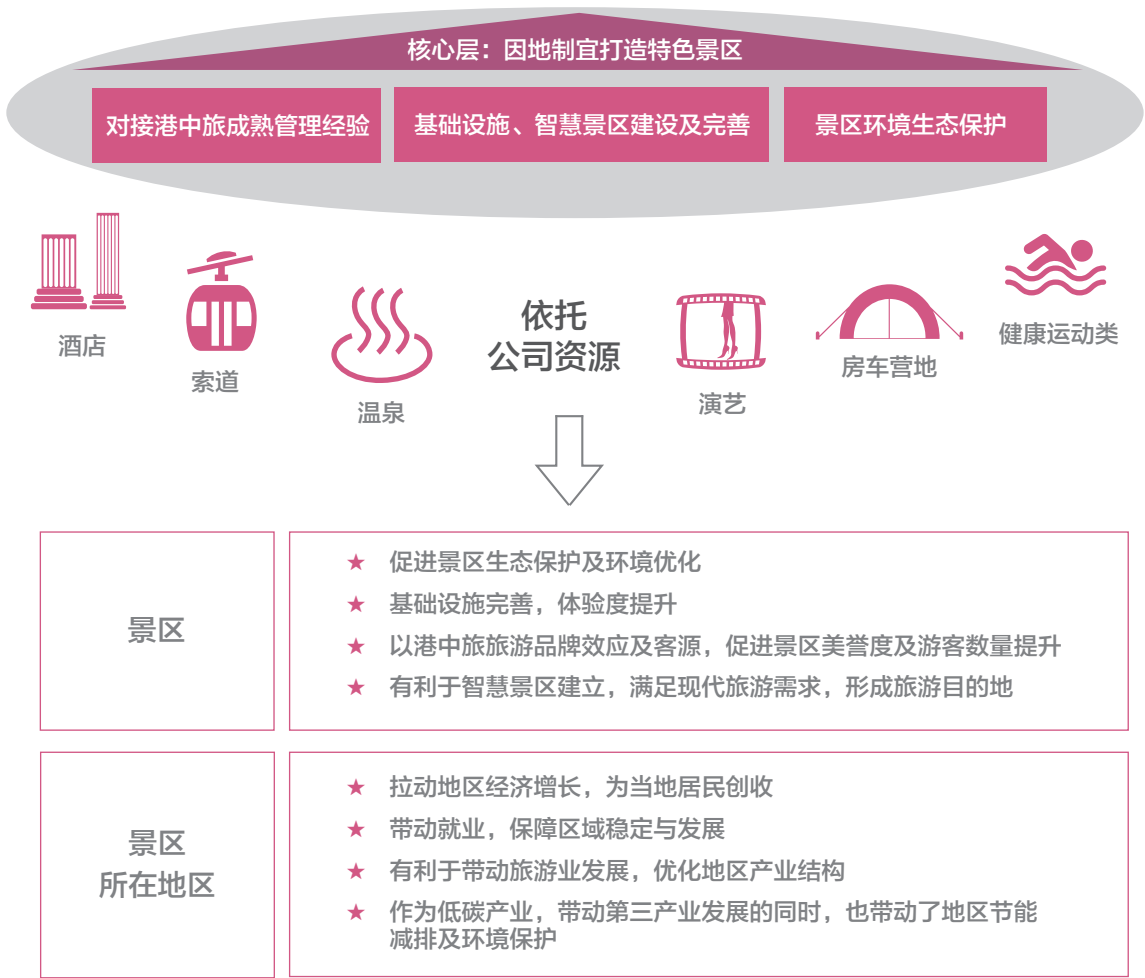 核心层：因地制宜打造特色景区
对接港中旅成熟管理经验
基础设施、智慧景区建设及完善
景区环境生态保护
酒店
索道
温泉
依托
公司资源
演艺
房车营地
健康运动类
景区
★ 促进景区生态保护及环境优化
★ 基础设施完善，体验度提升
★ 以港中旅旅游品牌效应及客源，促进景区美誉度及游客数量提升
★ 有利于智慧景区建立，满足现代旅游需求，形成旅游目的地
景区
所在地区
★ 拉动地区经济增长，为当地居民创收
★ 带动就业，保障区域稳定与发展
★ 有利于带动旅游业发展，优化地区产业结构
★ 作为低碳产业，带动第三产业发展的同时，也带动了地区节能
减排及环境保护